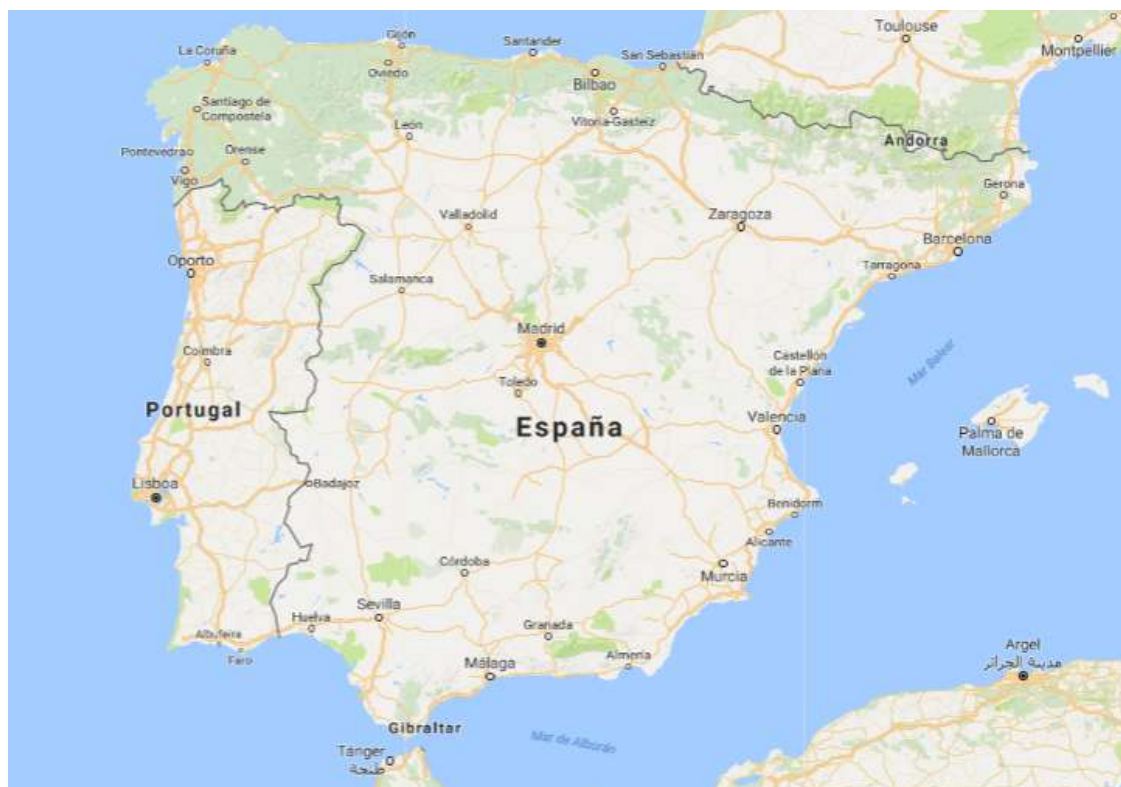 Toulouse
Montpellier
Gijón
La Coruña
Santander
San Sebastián
Oviedo
Bilbao
Santiago de
Compostela
Vitoria-Gasteiz
León
Andorra
Pontevedra
Orense
Vigo
Gerona
Valladolid
Zaragoza
Barcelona
Oporto
Tarragona
Salamanca
Madrid
Coimbra
Castellón
de la Plana
Mar Balear
Toledo
Portugal
España
Valencia
Palma de
Mallorca
Lisboa
Badajoz
Benidorm
Alicante
Córdoba
Murcia
Sevilla
Huelva
Granada
Albufeira
Faro
Almería
Málaga
Argel
مدينة الجزائر
Gibraltar
Mar de Alborán
Tánger
طنجة